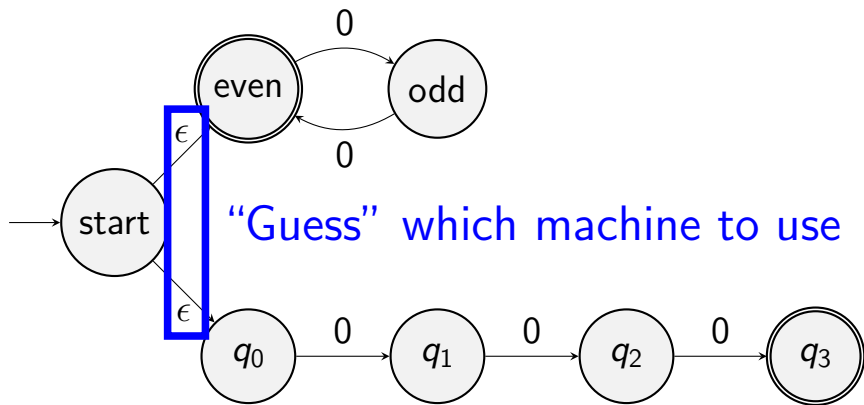 0
even
odd
ϵ
0
start
“Guess” which machine to use
ϵ
0
0
0
q₀
q₁
q₂
q₃